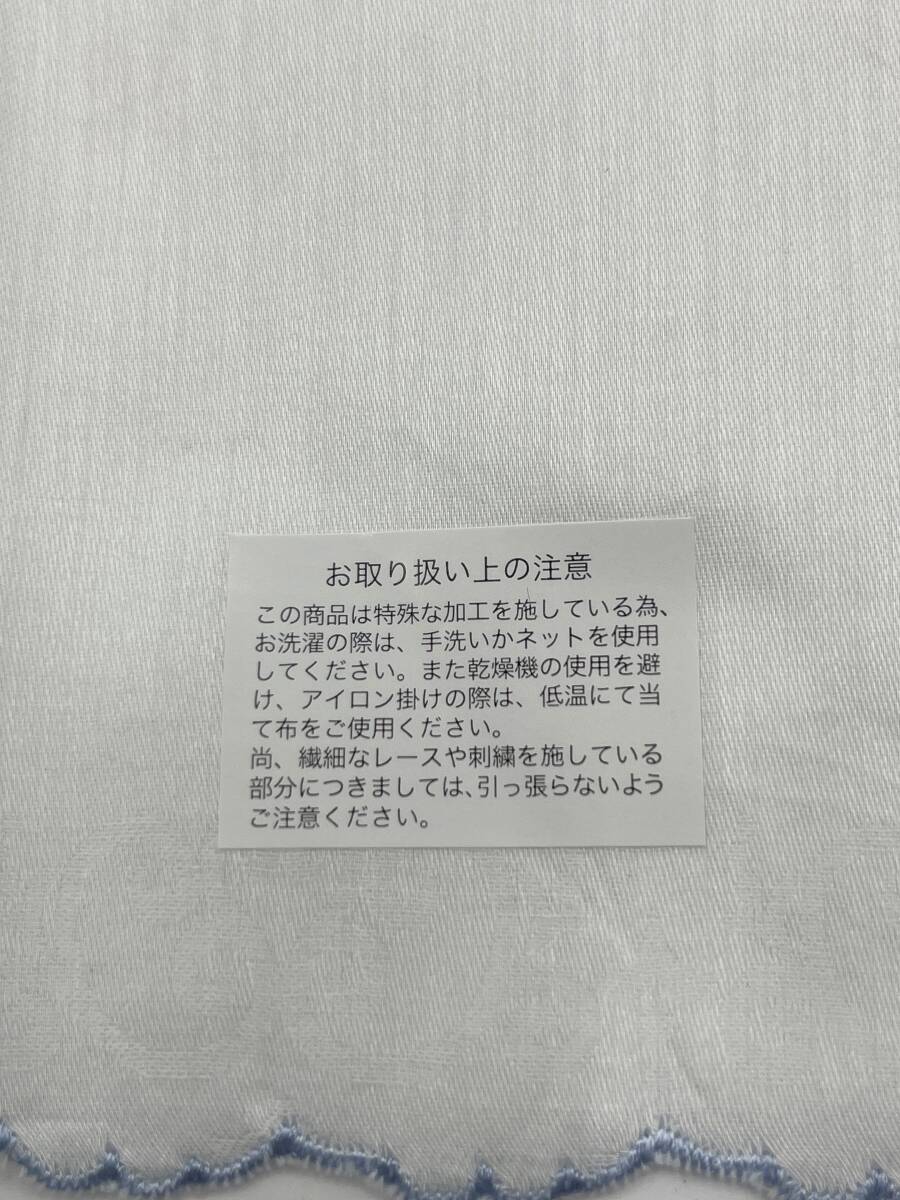 お取り扱い上の注意
この商品は特殊な加工を施している為、
お洗濯の際は、手洗いかネットを使用
してください。また乾燥機の使用を避
け、アイロン掛けの際は、低温にて当
て布をご使用ください。
尚、繊細なレースや刺繍を施している
部分につきましては、引っ張らないよう
ご注意ください。